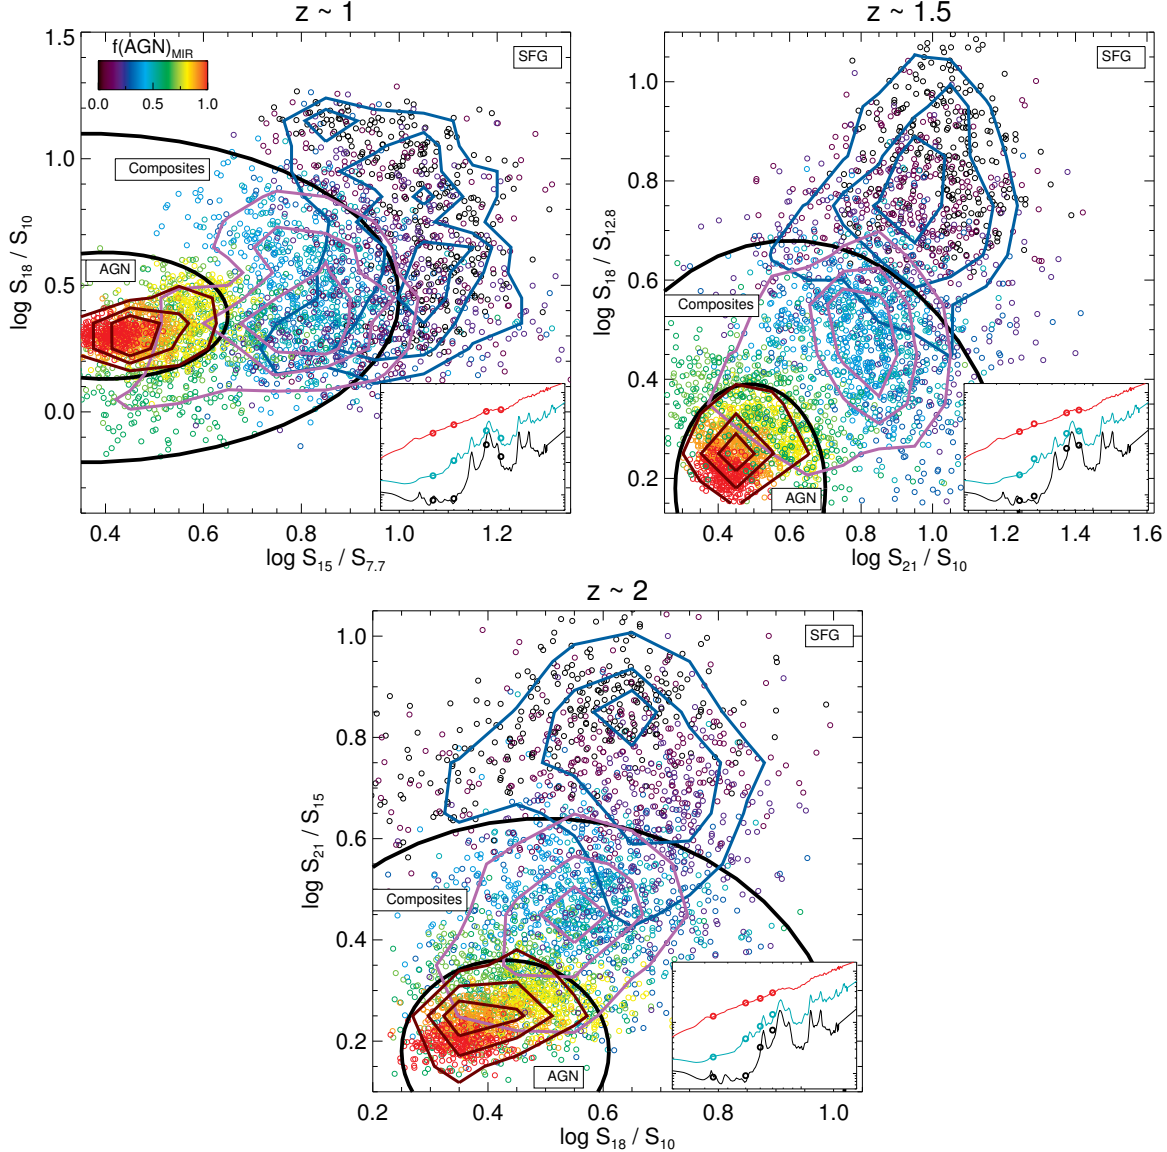 z ~ 1
z ~ 1.5
1.5
f(AGN)MIR
SFG
0.0 0.5 1.0
1.0
Composites
AGN
0.5
0.0
log S18 / S10
0.4 0.6 0.8 1.0 1.2
log S15 / S7.7
SFG
1.0
0.8
0.6
Composites
0.4
0.2
AGN
log S18 / S12.8
0.4 0.6 0.8 1.0 1.2 1.4 1.6
log S21 / S10
z ~ 2
SFG
1.0
0.8
0.6
Composites
0.4
0.2
AGN
log S21 / S15
0.2 0.4 0.6 0.8 1.0
log S18 / S10